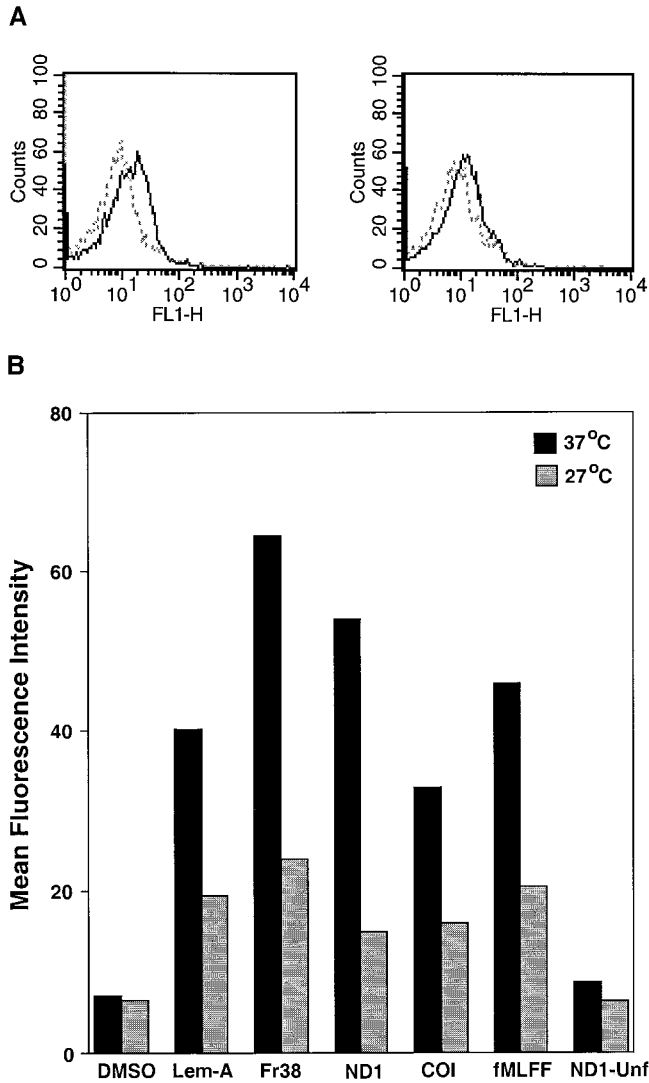 A
100
80
60
40
20
0
Counts
10^0 10^1 10^2 10^3 10^4
FL1-H
100
80
60
40
20
0
Counts
10^0 10^1 10^2 10^3 10^4
FL1-H
B
80
60
40
20
0
Mean Fluorescence Intensity
37°C
27°C
DMSO Lem-A Fr38 ND1 COI fMLFF ND1-Unf